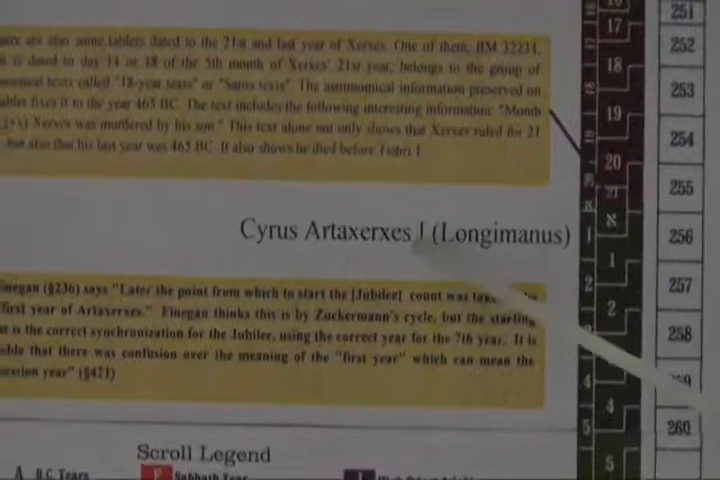 are also some tablets dated to the 21st and last year of Xerxes. One of them, BM 32234,
is dated to day 14 or 18 of the 5th month of Xerxes' 21st year, belongs to the group of
texts called "18-year texts" or "Saros texts". The astronomical information preserved on
fixes it to the year 465 BC. The text includes the following interesting information: "Month
Xerxes was murdered by his son." This text alone not only shows that Xerxes ruled for 21
but also that his last year was 465 BC. It also shows he died before Tishri 1
Cyrus Artaxerxes I (Longimanus)
(§236) says "Later the point from which to start the [Jubilee] count was
first year of Artaxerxes." Finegan thinks this is by Zuckermann's cycle, but the starting
is the correct synchronization for the Jubilee, using the correct year for the 7th year. It is
that there was confusion over the meaning of the "first year" which can mean the
year" (§421)
Scroll Legend
A B.C. Years
Sabbath Year
17
18
19
20
א
1
2
4
5
1
2
4
5
251
252
253
254
255
256
257
258
260